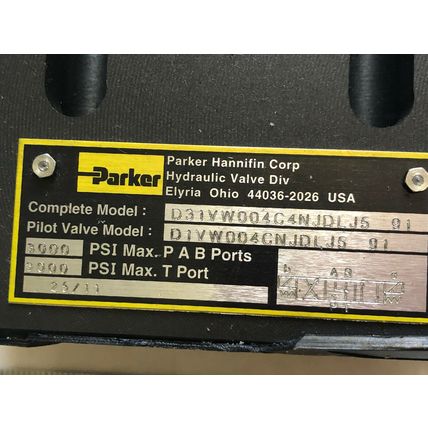 Parker
Parker Hannifin Corp
Hydraulic Valve Div
Elyria Ohio 44036-2026 USA
Complete Model : D31VW004C4NJDLJ5 91
Pilot Valve Model : D1VW004CNJDLJ5 91
3000 PSI Max. P A B Ports
3000 PSI Max. T Port
A B